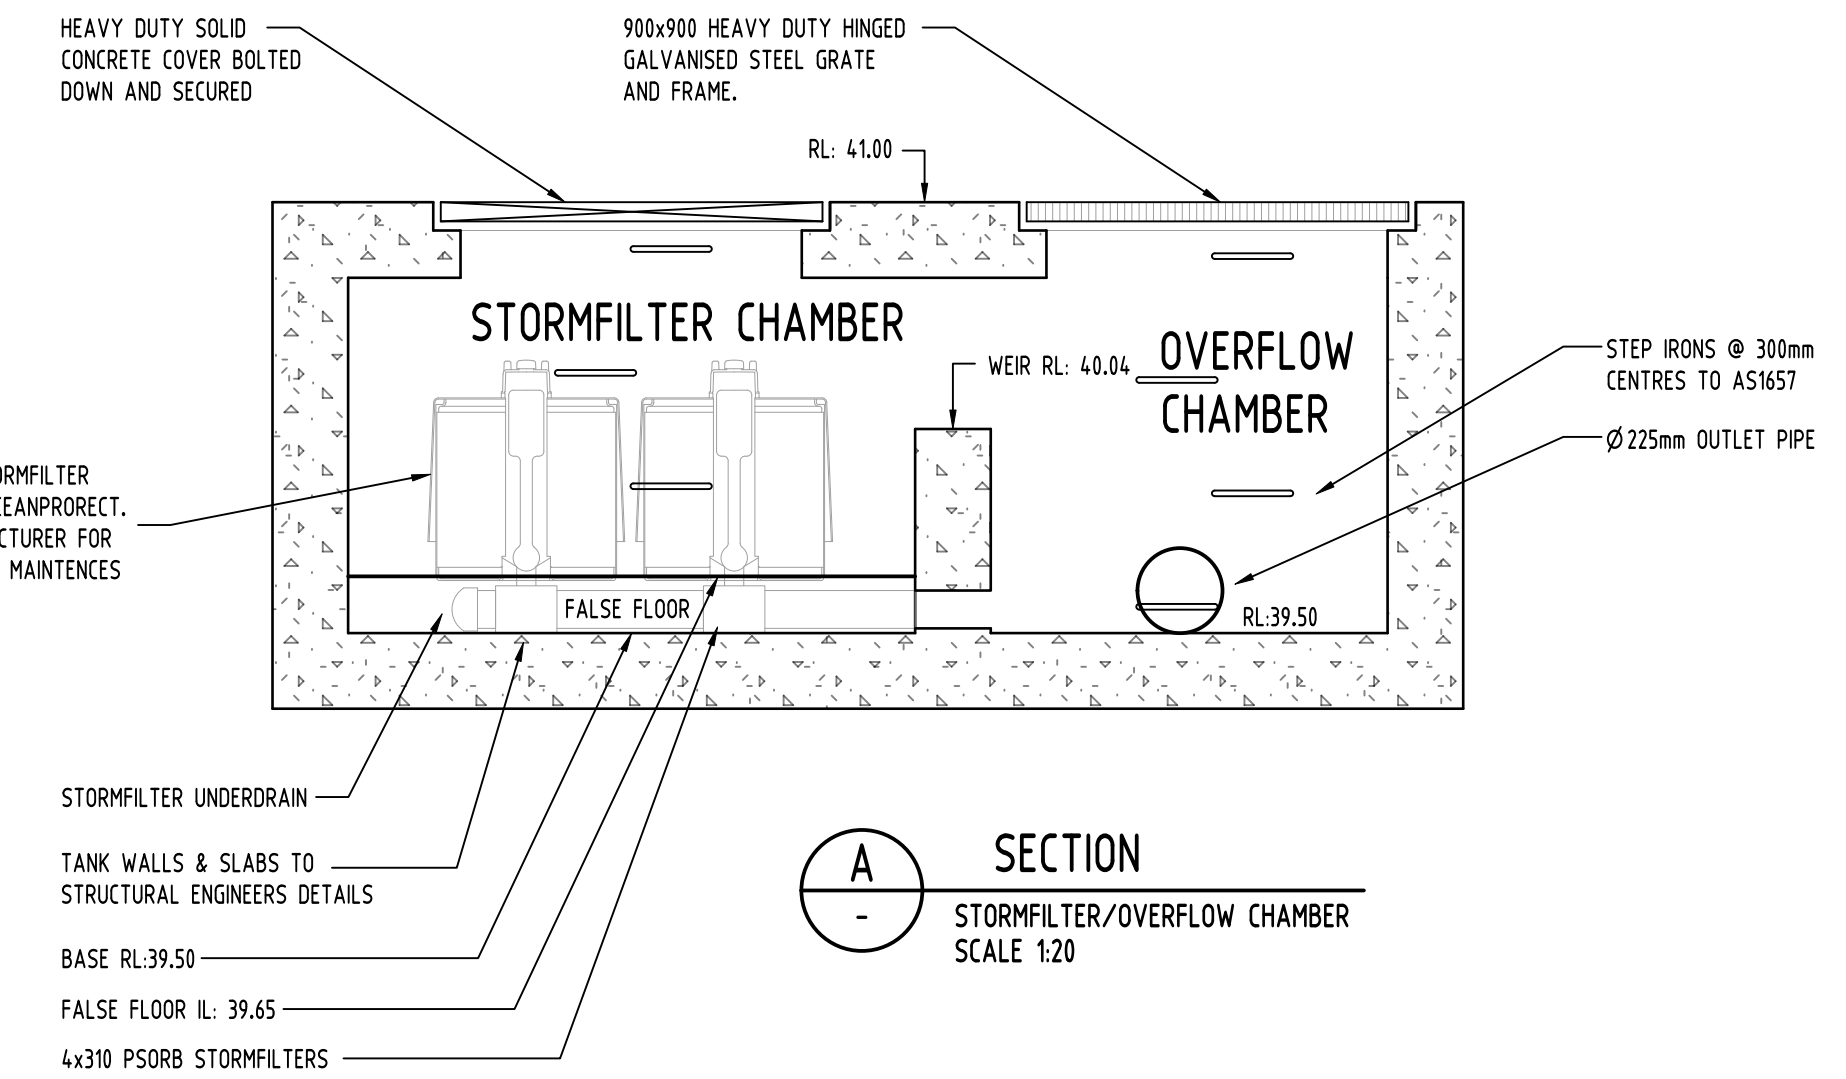 HEAVY DUTY SOLID
CONCRETE COVER BOLTED
DOWN AND SECURED
900x900 HEAVY DUTY HINGED
GALVANISED STEEL GRATE
AND FRAME.
RL: 41.00
STORMFILTER CHAMBER
WEIR RL: 40.04
OVERFLOW
CHAMBER
STEP IRONS @ 300mm
CENTRES TO AS1657
Ø225mm OUTLET PIPE
ORMFILTER
EANPRORECT.
CTURER FOR
MAINTENCES
FALSE FLOOR
RL:39.50
STORMFILTER UNDERDRAIN
TANK WALLS & SLABS TO
STRUCTURAL ENGINEERS DETAILS
BASE RL:39.50
FALSE FLOOR IL: 39.65
4x310 PSORB STORMFILTERS
A
-
SECTION
STORMFILTER/OVERFLOW CHAMBER
SCALE 1:20